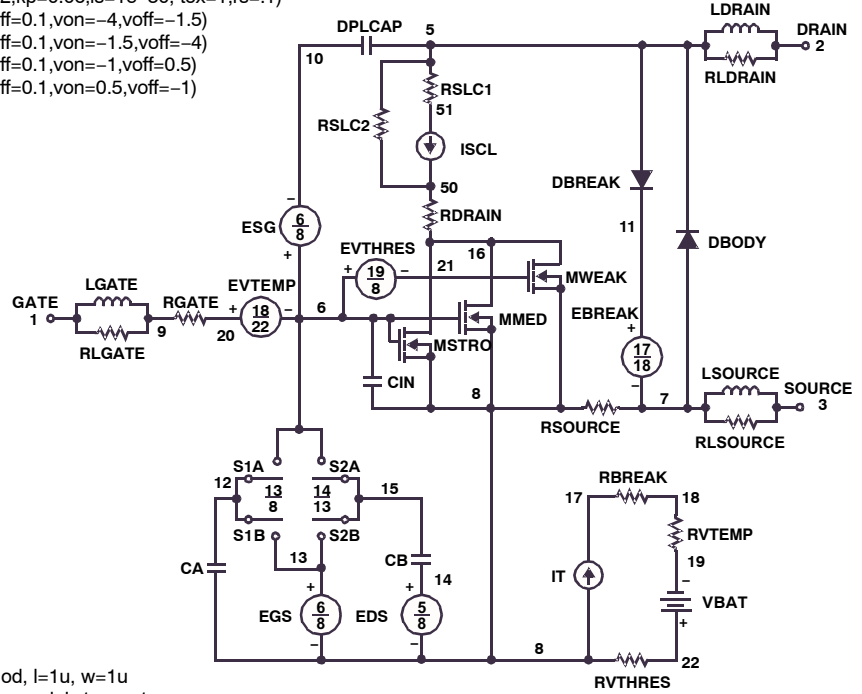 ff=0.1,von=−4,voff=−1.5)
ff=0.1,von=−1.5,voff=−4)
ff=0.1,von=−1,voff=0.5)
ff=0.1,von=0.5,voff=−1)
LDRAIN
DRAIN
2
RLDRAIN
DPLCAP
5
10
RSLC1
51
RSLC2
ISCL
50
RDRAIN
DBREAK
11
DBODY
ESG
−
6
8
+
EVTHRES
+
19
8
−
21
16
MWEAK
LGATE
GATE
1
RLGATE
9
RGATE
20
EVTEMP
+
18
22
−
6
MMED
MSTRO
EBREAK
+
17
18
−
CIN
8
RSOURCE
7
LSOURCE
SOURCE
3
RLSOURCE
S1A
S2A
12
13
8
14
13
15
S1B
S2B
13
CA
CB
14
+
EGS
6
8
−
+
EDS
5
8
−
RBREAK
17
18
RVTEMP
19
IT
−
VBAT
+
8
22
RVTHRES
od, l=1u, w=1u